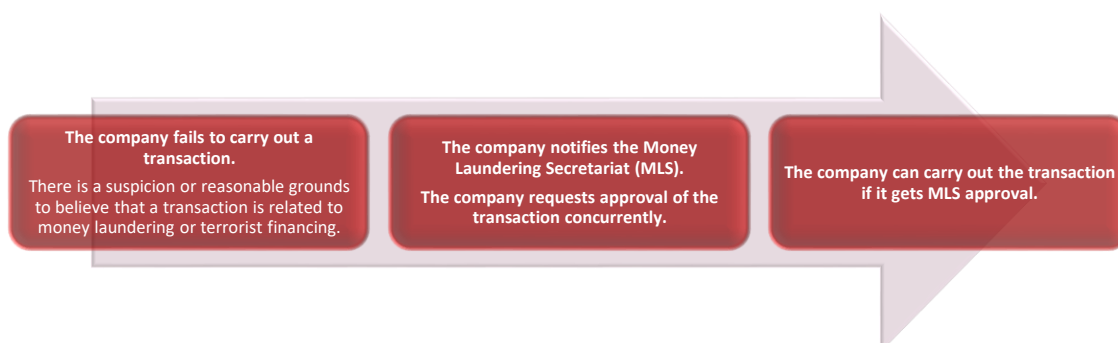 The company fails to carry out a
transaction.
There is a suspicion or reasonable grounds
to believe that a transaction is related to
money laundering or terrorist financing.
The company notifies the Money
Laundering Secretariat (MLS).
The company requests approval of the
transaction concurrently.
The company can carry out the transaction
if it gets MLS approval.